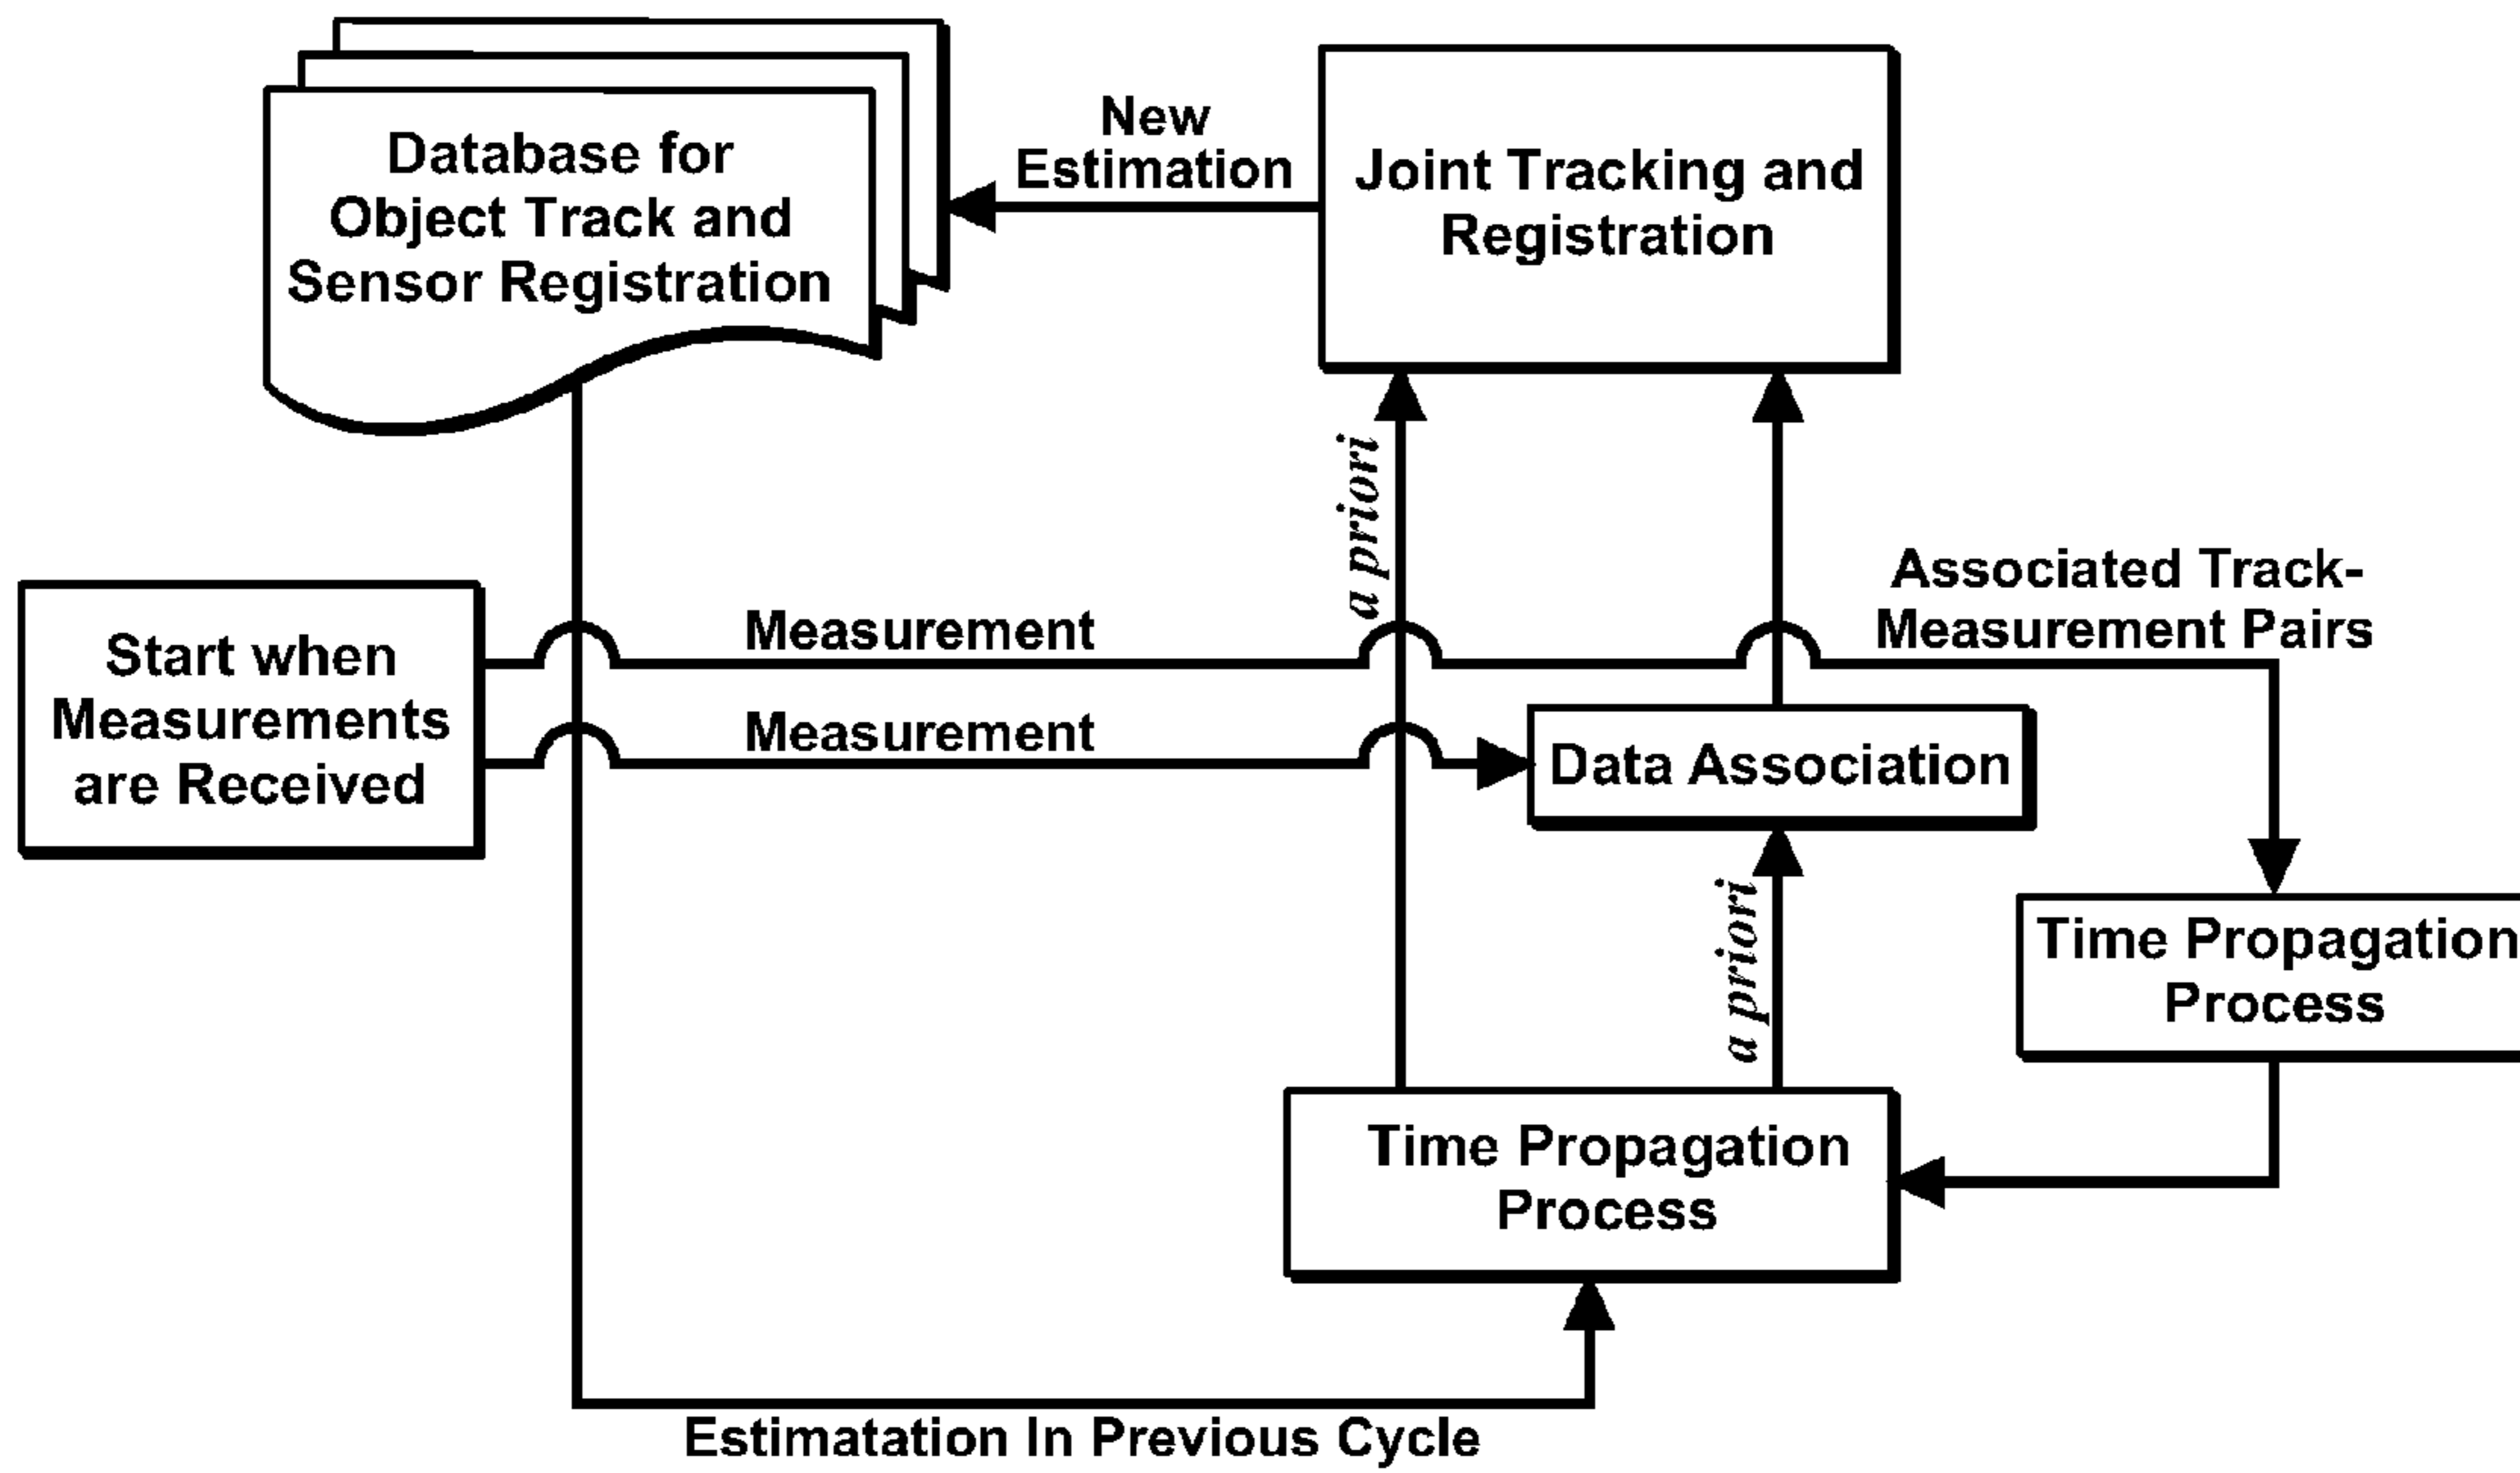 Database for
Object Track and
Sensor Registration
New
Estimation
Joint Tracking and
Registration
a priori
Associated Track-
Measurement Pairs
Start when
Measurements
are Received
Measurement
Measurement
Data Association
a priori
Time Propagation
Process
Time Propagation
Process
Estimatation In Previous Cycle